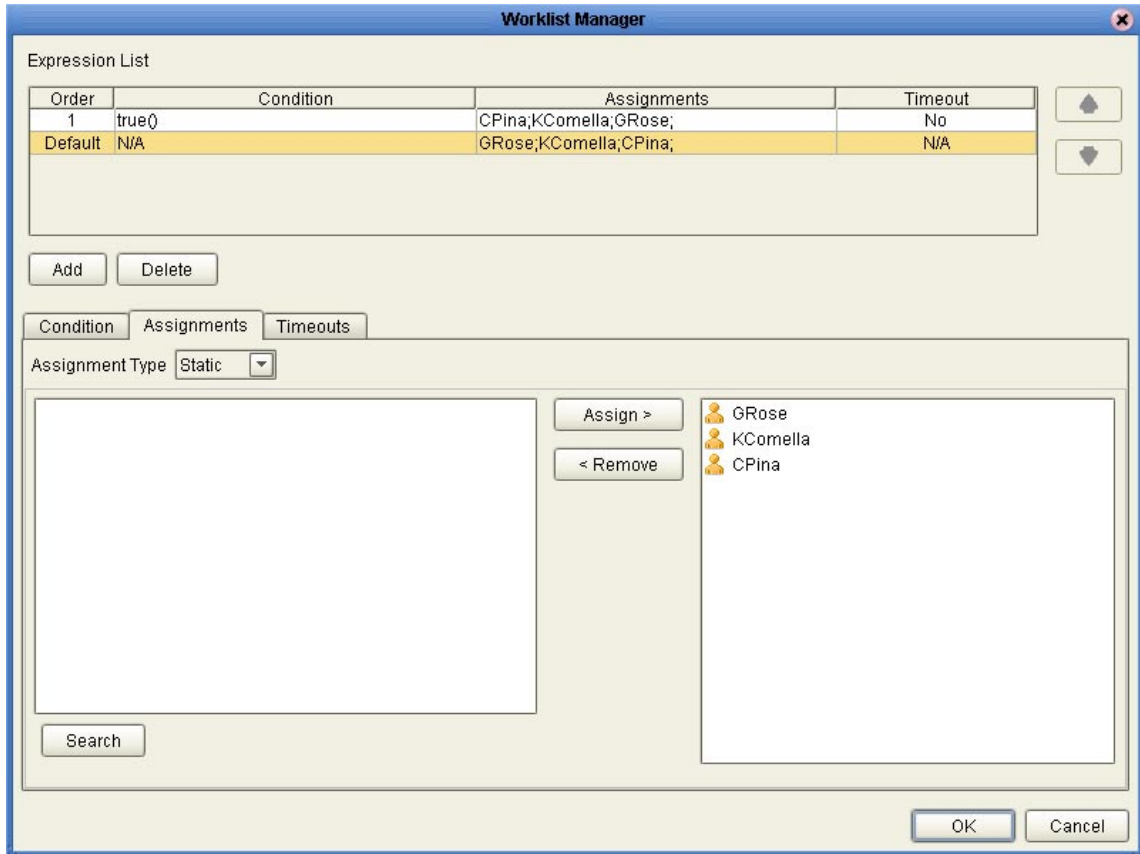 Worklist Manager
Expression List
Order Condition Assignments Timeout
1 true() CPina;KComella;GRose; No
Default N/A GRose;KComella;CPina; N/A
Add Delete
Condition Assignments Timeouts
Assignment Type Static
Assign >
< Remove
GRose
KComella
CPina
Search
OK Cancel